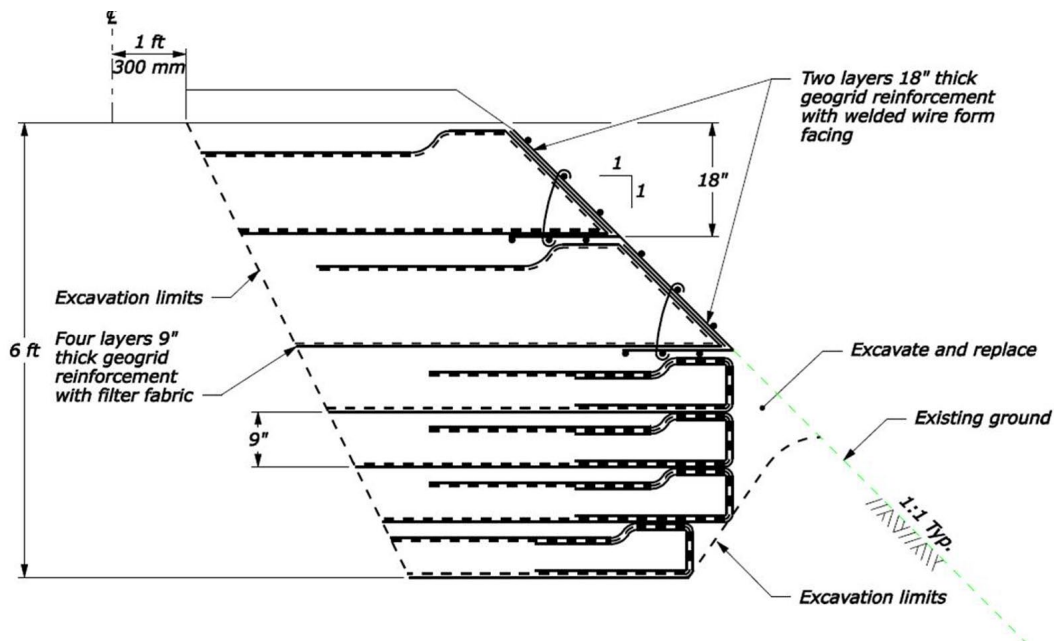 ℄
1 ft
300 mm
Two layers 18" thick
geogrid reinforcement
with welded wire form
facing
1
1
18"
Excavation limits
6 ft
Four layers 9"
thick geogrid
reinforcement
with filter fabric
Excavate and replace
Existing ground
9"
1:1 Typ.
Excavation limits